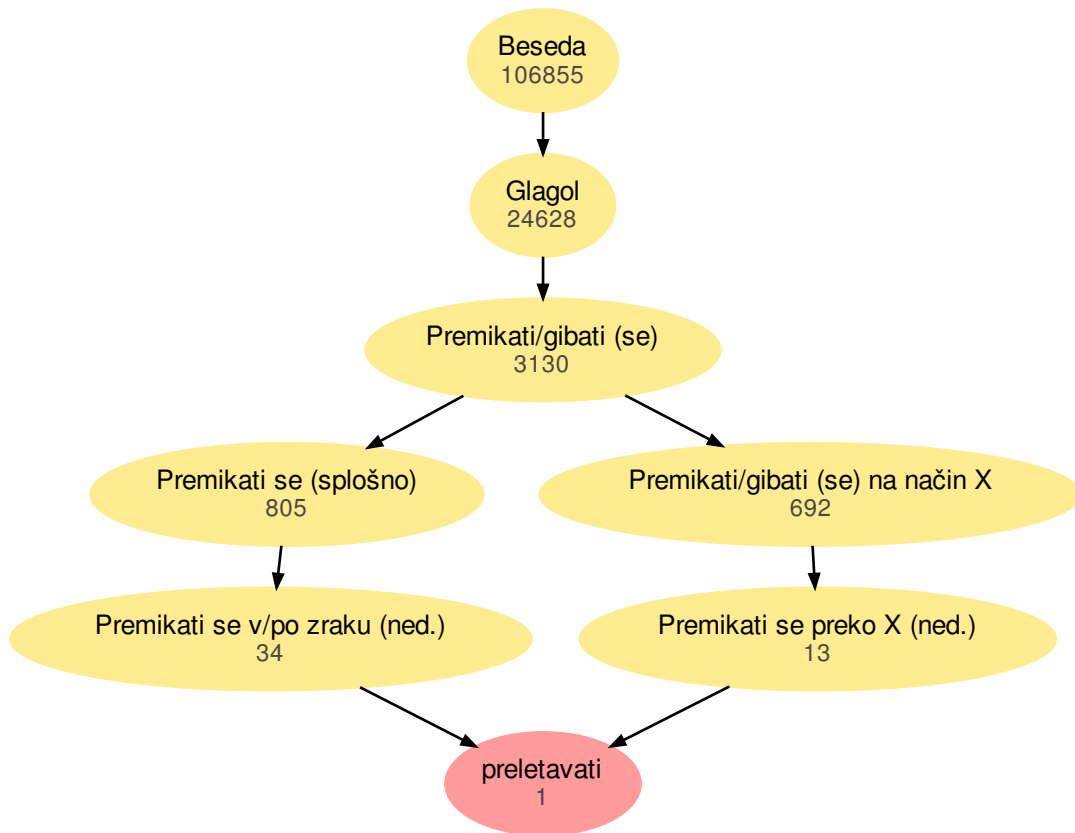 Beseda
106855
Glagol
24628
Premikati/gibati (se)
3130
Premikati se (splošno)
805
Premikati/gibati (se) na način X
692
Premikati se v/po zraku (ned.)
34
Premikati se preko X (ned.)
13
preletavati
1